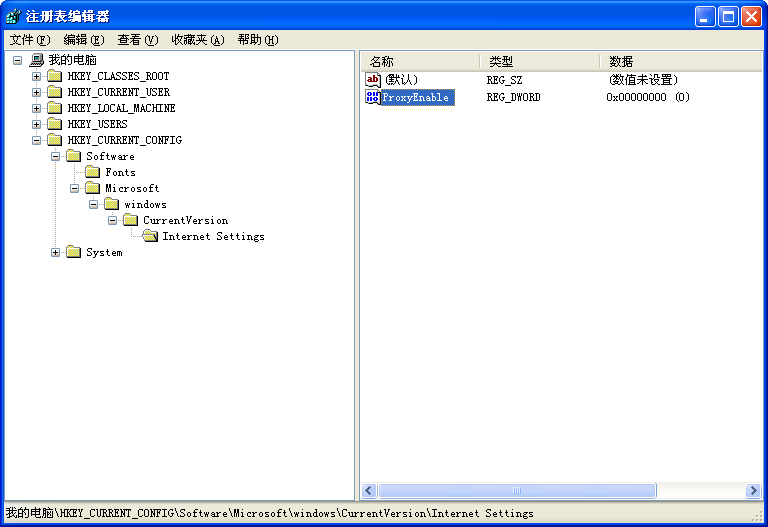 注册表编辑器
文件(F) 编辑(E) 查看(V) 收藏夹(A) 帮助(H)
我的电脑
HKEY_CLASSES_ROOT
HKEY_CURRENT_USER
HKEY_LOCAL_MACHINE
HKEY_USERS
HKEY_CURRENT_CONFIG
Software
Fonts
Microsoft
windows
CurrentVersion
Internet Settings
System
名称 类型 数据
ab (默认) REG_SZ (数值未设置)
ProxyEnable REG_DWORD 0x00000000 (0)
我的电脑\HKEY_CURRENT_CONFIG\Software\Microsoft\windows\CurrentVersion\Internet Settings